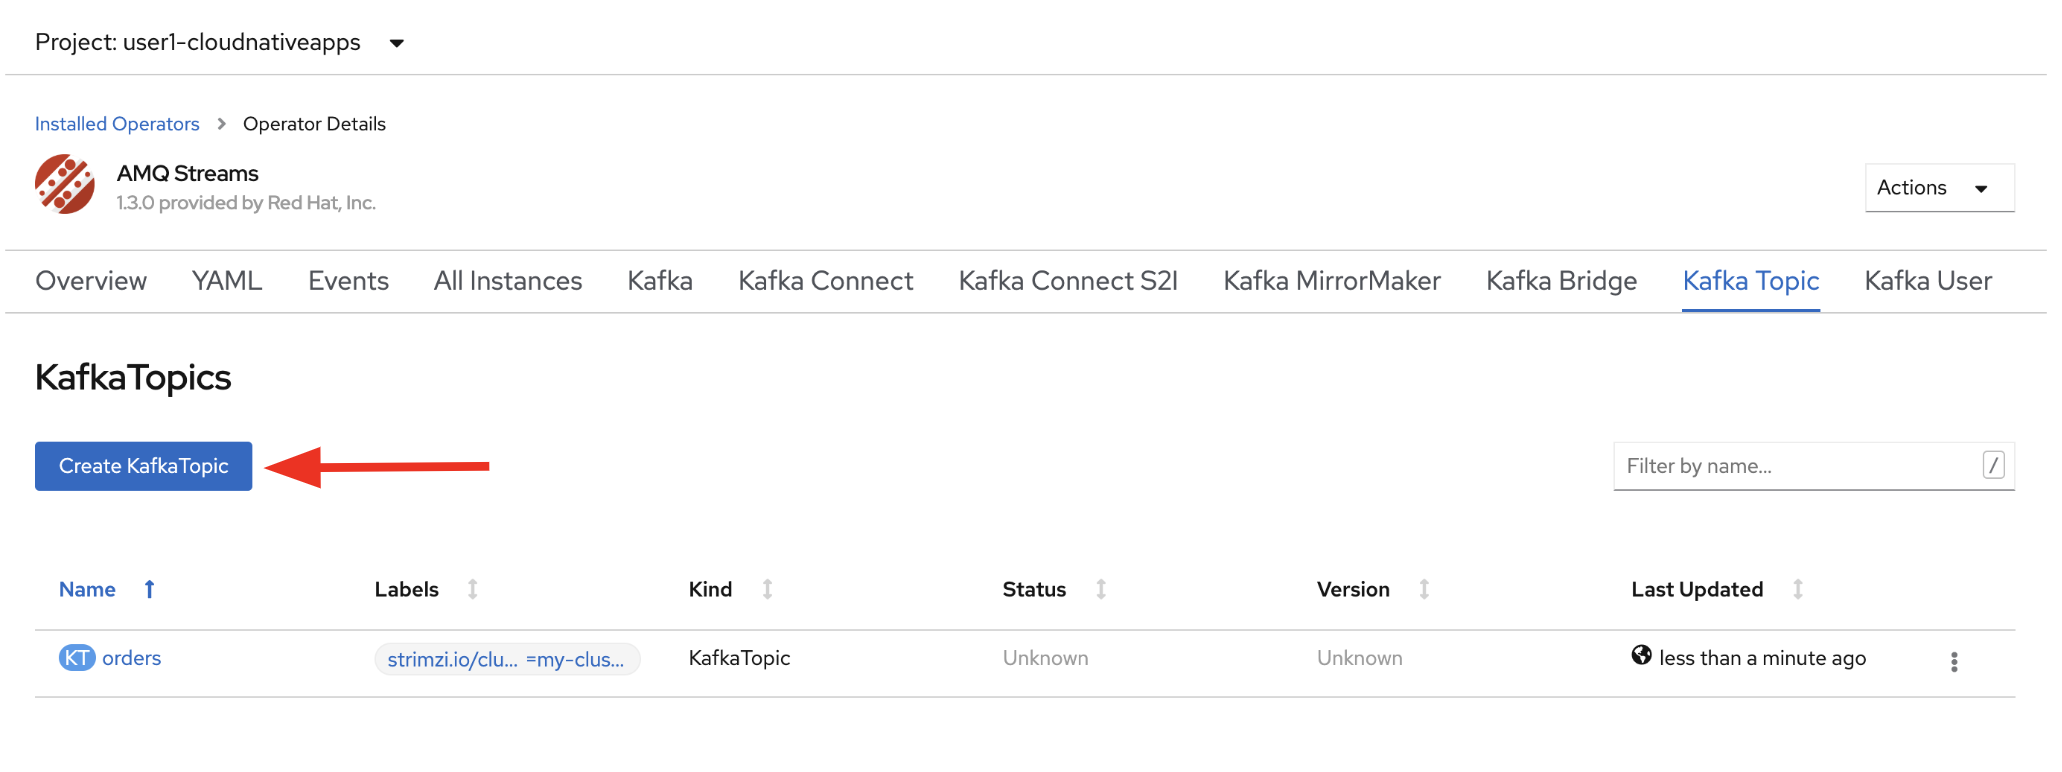 Project: user1-cloudnativeapps
Installed Operators > Operator Details
AMQ Streams
1.3.0 provided by Red Hat, Inc.
Actions
Overview YAML Events All Instances Kafka Kafka Connect Kafka Connect S2I Kafka MirrorMaker Kafka Bridge Kafka Topic Kafka User
KafkaTopics
Create KafkaTopic
Filter by name... /
Name Labels Kind Status Version Last Updated
KT orders strimzi.io/clu... =my-clus... KafkaTopic Unknown Unknown less than a minute ago